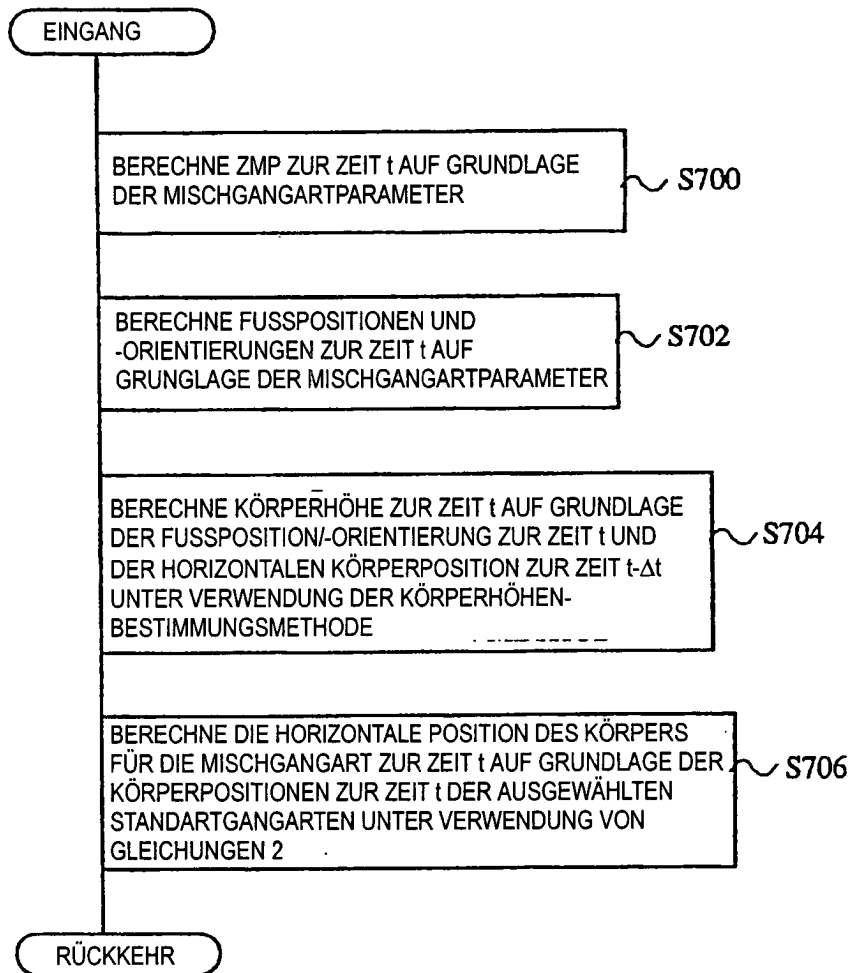 EINGANG
BERECHNE ZMP ZUR ZEIT t AUF GRUNDLAGE
DER MISCHGANGARTPARAMETER
S700
BERECHNE FUSSPOSITIONEN UND
-ORIENTIERUNGEN ZUR ZEIT t AUF
GRUNGLAGE DER MISCHGANGARTPARAMETER
S702
BERECHNE KÖRPERHÖHE ZUR ZEIT t AUF GRUNDLAGE
DER FUSSPOSITION/-ORIENTIERUNG ZUR ZEIT t UND
DER HORIZONTALEN KÖRPERPOSITION ZUR ZEIT t-Δt
UNTER VERWENDUNG DER KÖRPERHÖHEN-
BESTIMMUNGSMETHODE
S704
BERECHNE DIE HORIZONTALE POSITION DES KÖRPERS
FÜR DIE MISCHGANGART ZUR ZEIT t AUF GRUNDLAGE DER
KÖRPERPOSITIONEN ZUR ZEIT t DER AUSGEWÄHLTEN
STANDARTGANGARTEN UNTER VERWENDUNG VON
GLEICHUNGEN 2
S706
RÜCKKEHR